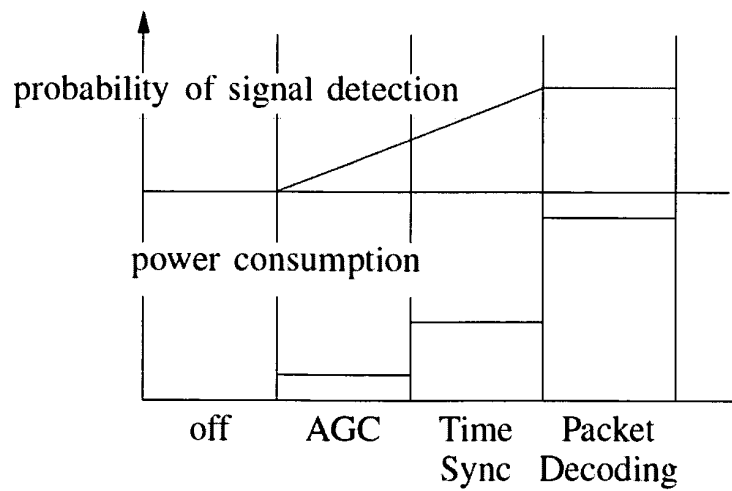 probability of signal detection
power consumption
off
AGC
Time
Sync
Packet
Decoding